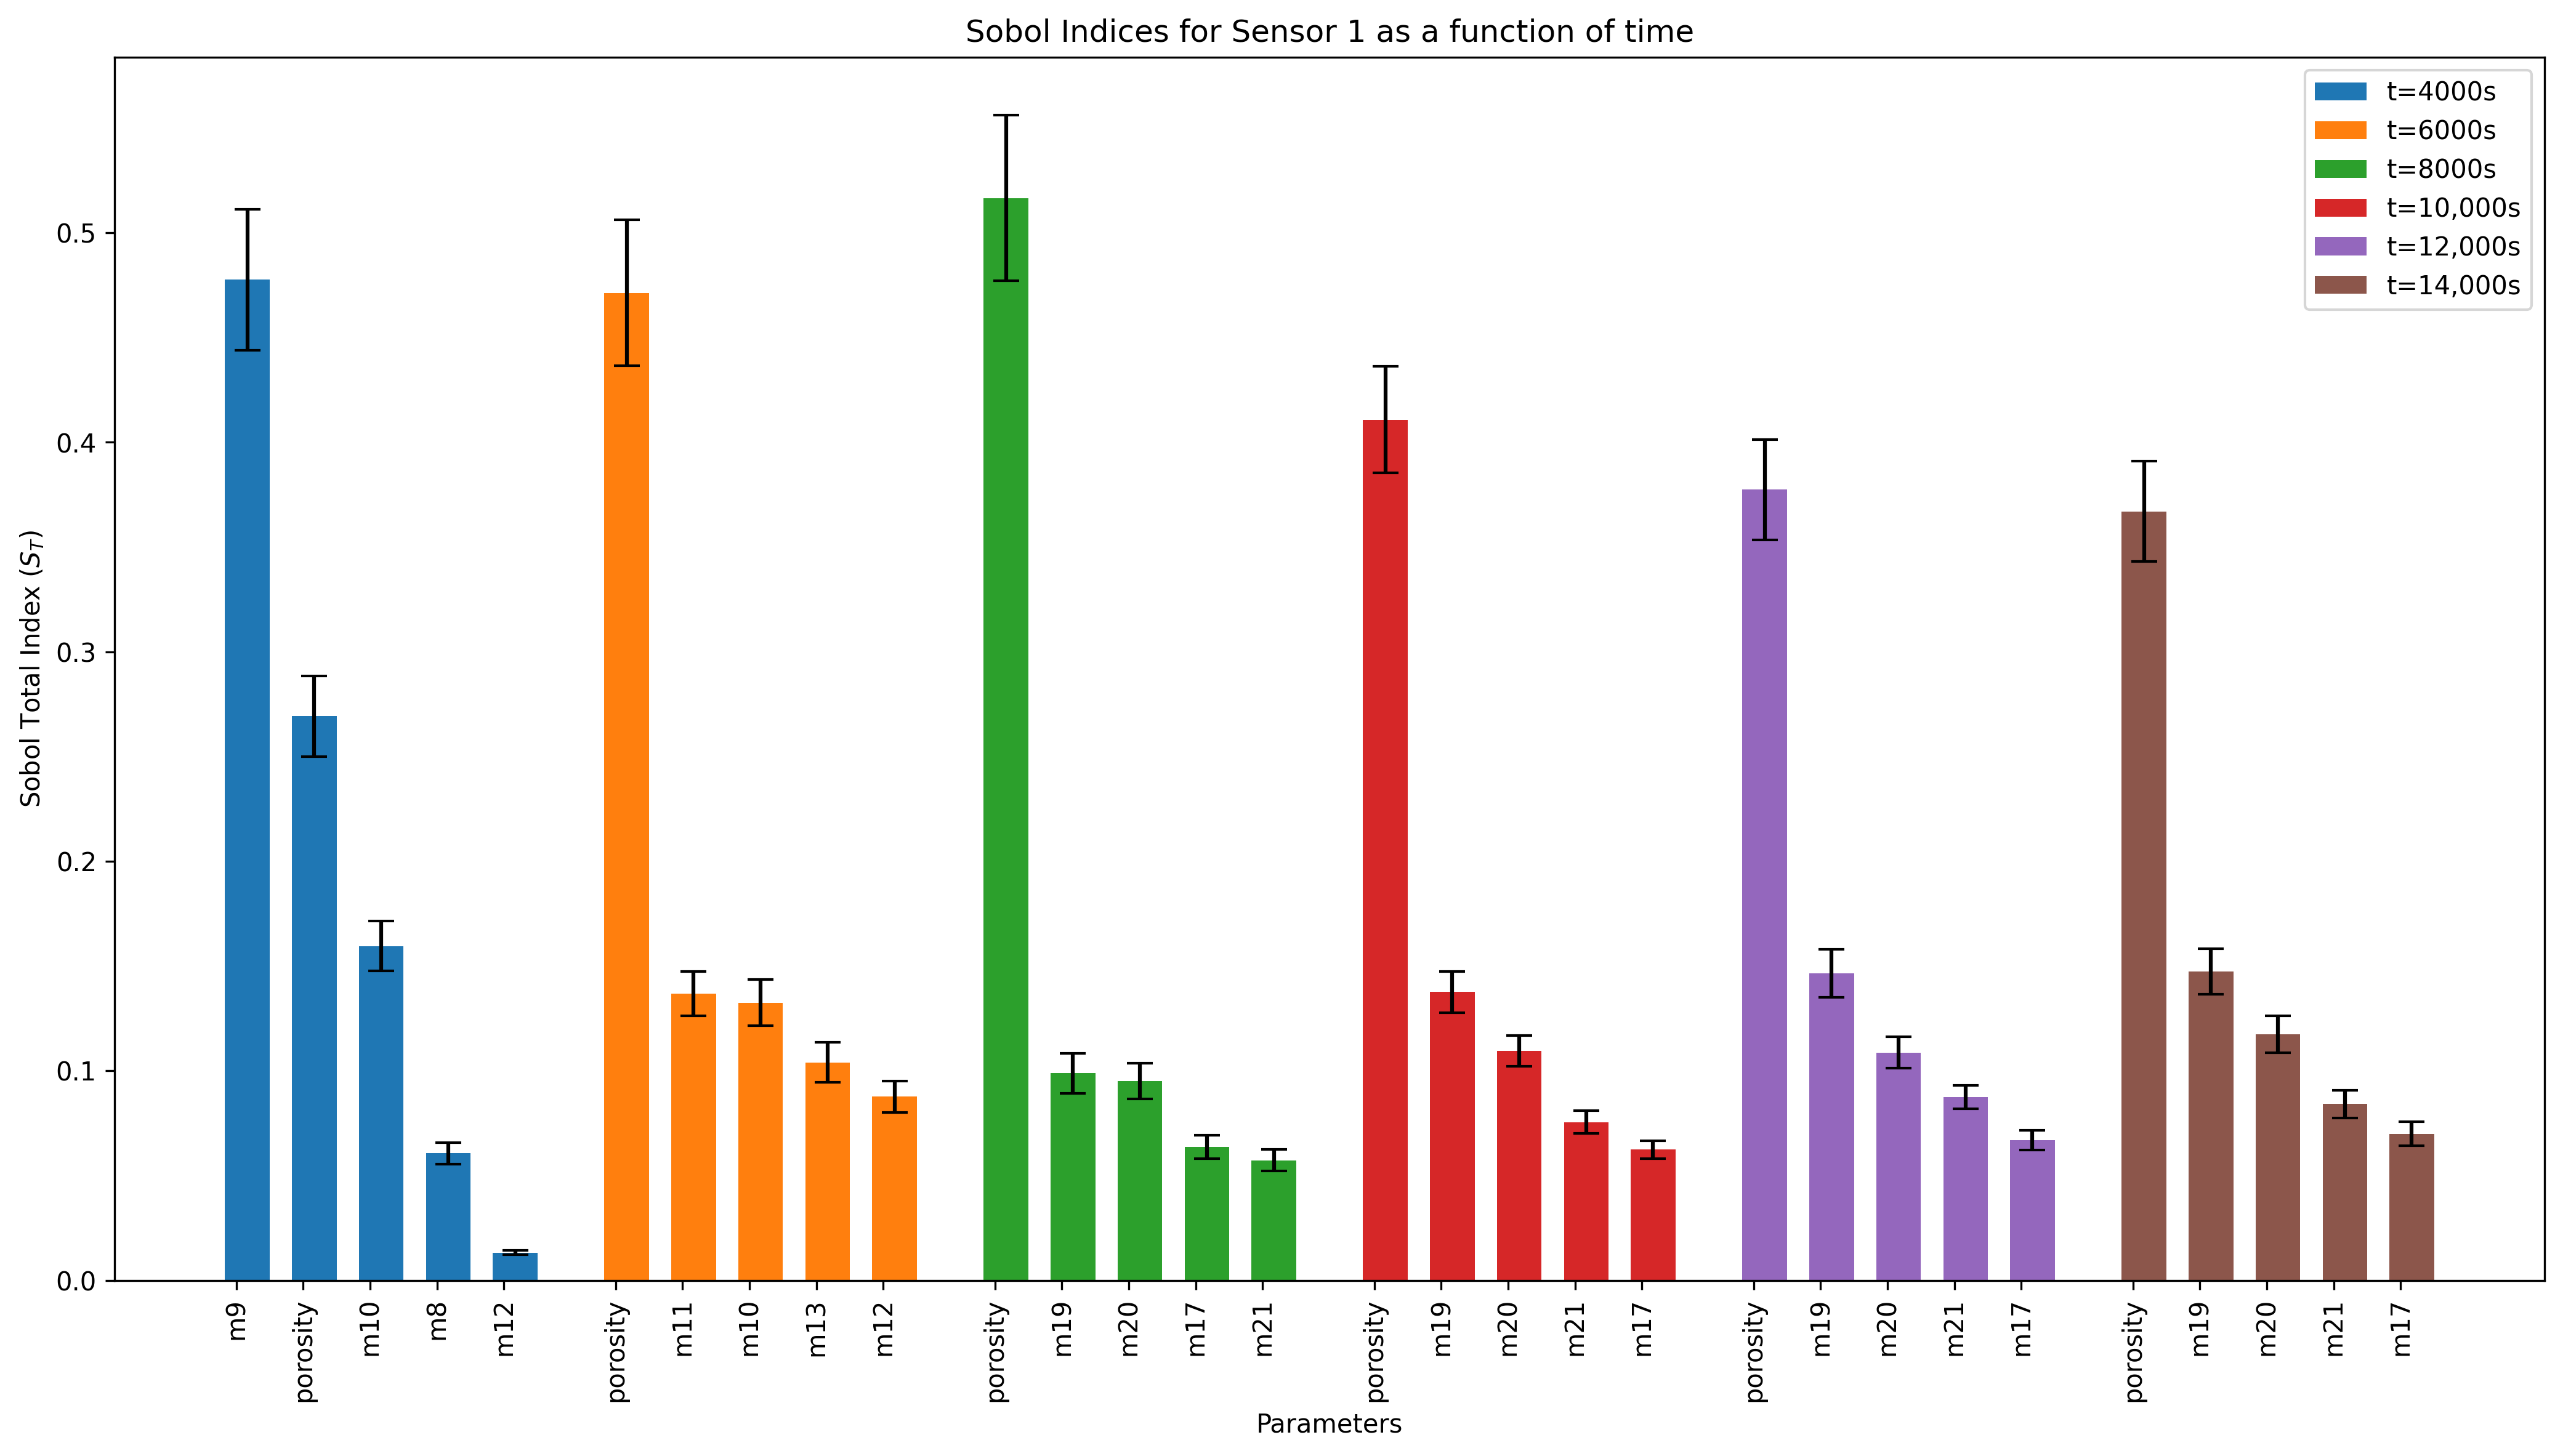 Sobol Indices for Sensor 1 as a function of time
t=4000s
t=6000s
t=8000s
t=10,000s
t=12,000s
t=14,000s
Sobol Total Index (S_T)
0.5
0.4
0.3
0.2
0.1
0.0
m9
porosity
m10
m8
m12
porosity
m11
m10
m13
m12
porosity
m19
m20
m17
m21
porosity
m19
m20
m21
m17
porosity
m19
m20
m21
m17
porosity
m19
m20
m21
m17
Parameters